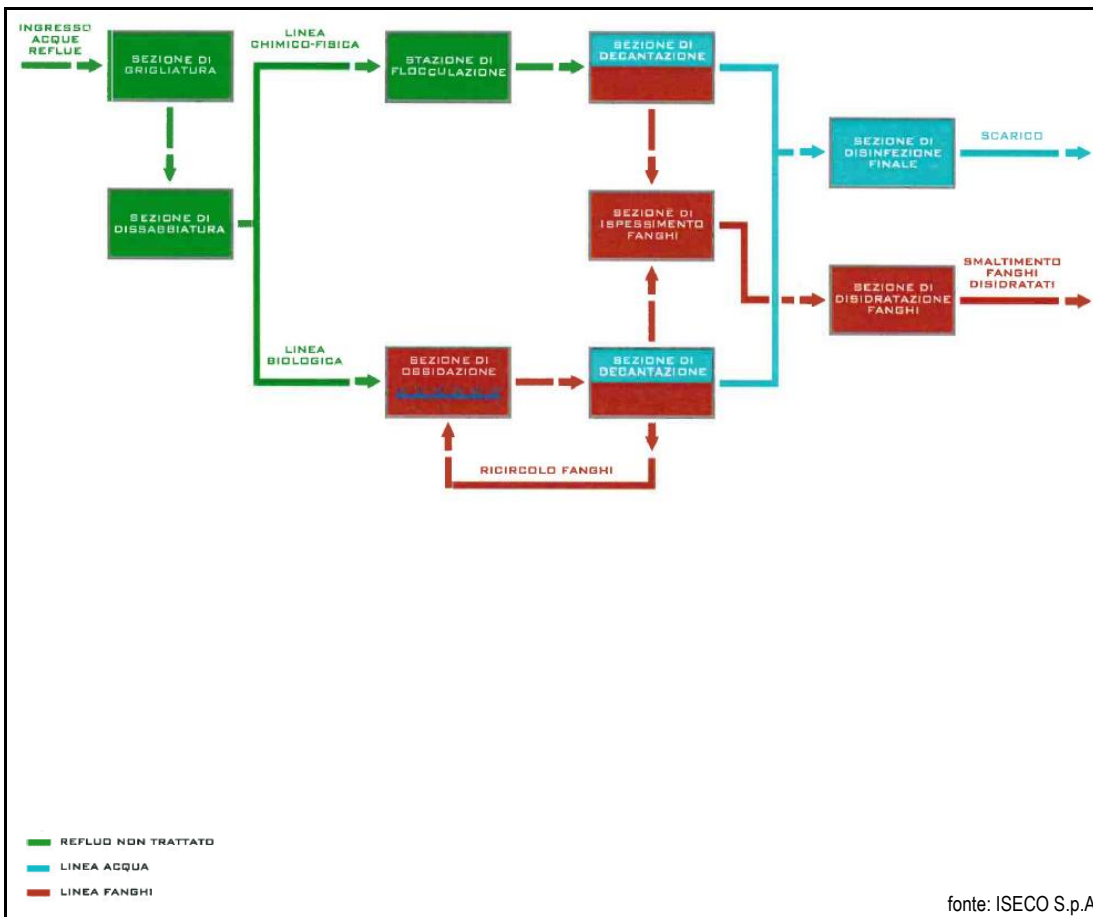 INGRESSO
ACQUE
REFLUE
SEZIONE DI
GRIGLIATURA
LINEA
CHIMICO-FISICA
STAZIONE DI
FLOCCULAZIONE
SEZIONE DI
DECANTAZIONE
SEZIONE DI
DISINFEZIONE
FINALE
SCARICO
SEZIONE DI
DISSABBIATURA
SEZIONE DI
ISPESSIMENTO
FANGHI
SEZIONE DI
DISIDRATAZIONE
FANGHI
SMALTIMENTO
FANGHI
DISIDRATATI
LINEA
BIOLOGICA
SEZIONE DI
OSSIDAZIONE
SEZIONE DI
DECANTAZIONE
RICIRCOLO FANGHI
REFLUO NON TRATTATO
LINEA ACQUA
LINEA FANGHI
fonte: ISECO S.p.A